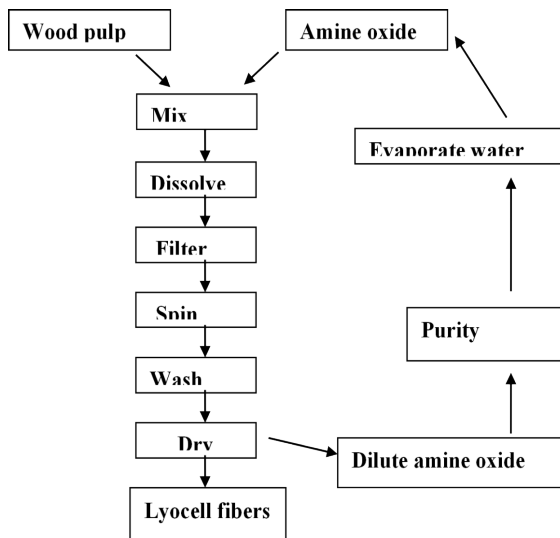 Wood pulp
Amine oxide
Mix
Evaporate water
Dissolve
Filter
Spin
Purity
Wash
Dry
Dilute amine oxide
Lyocell fibers